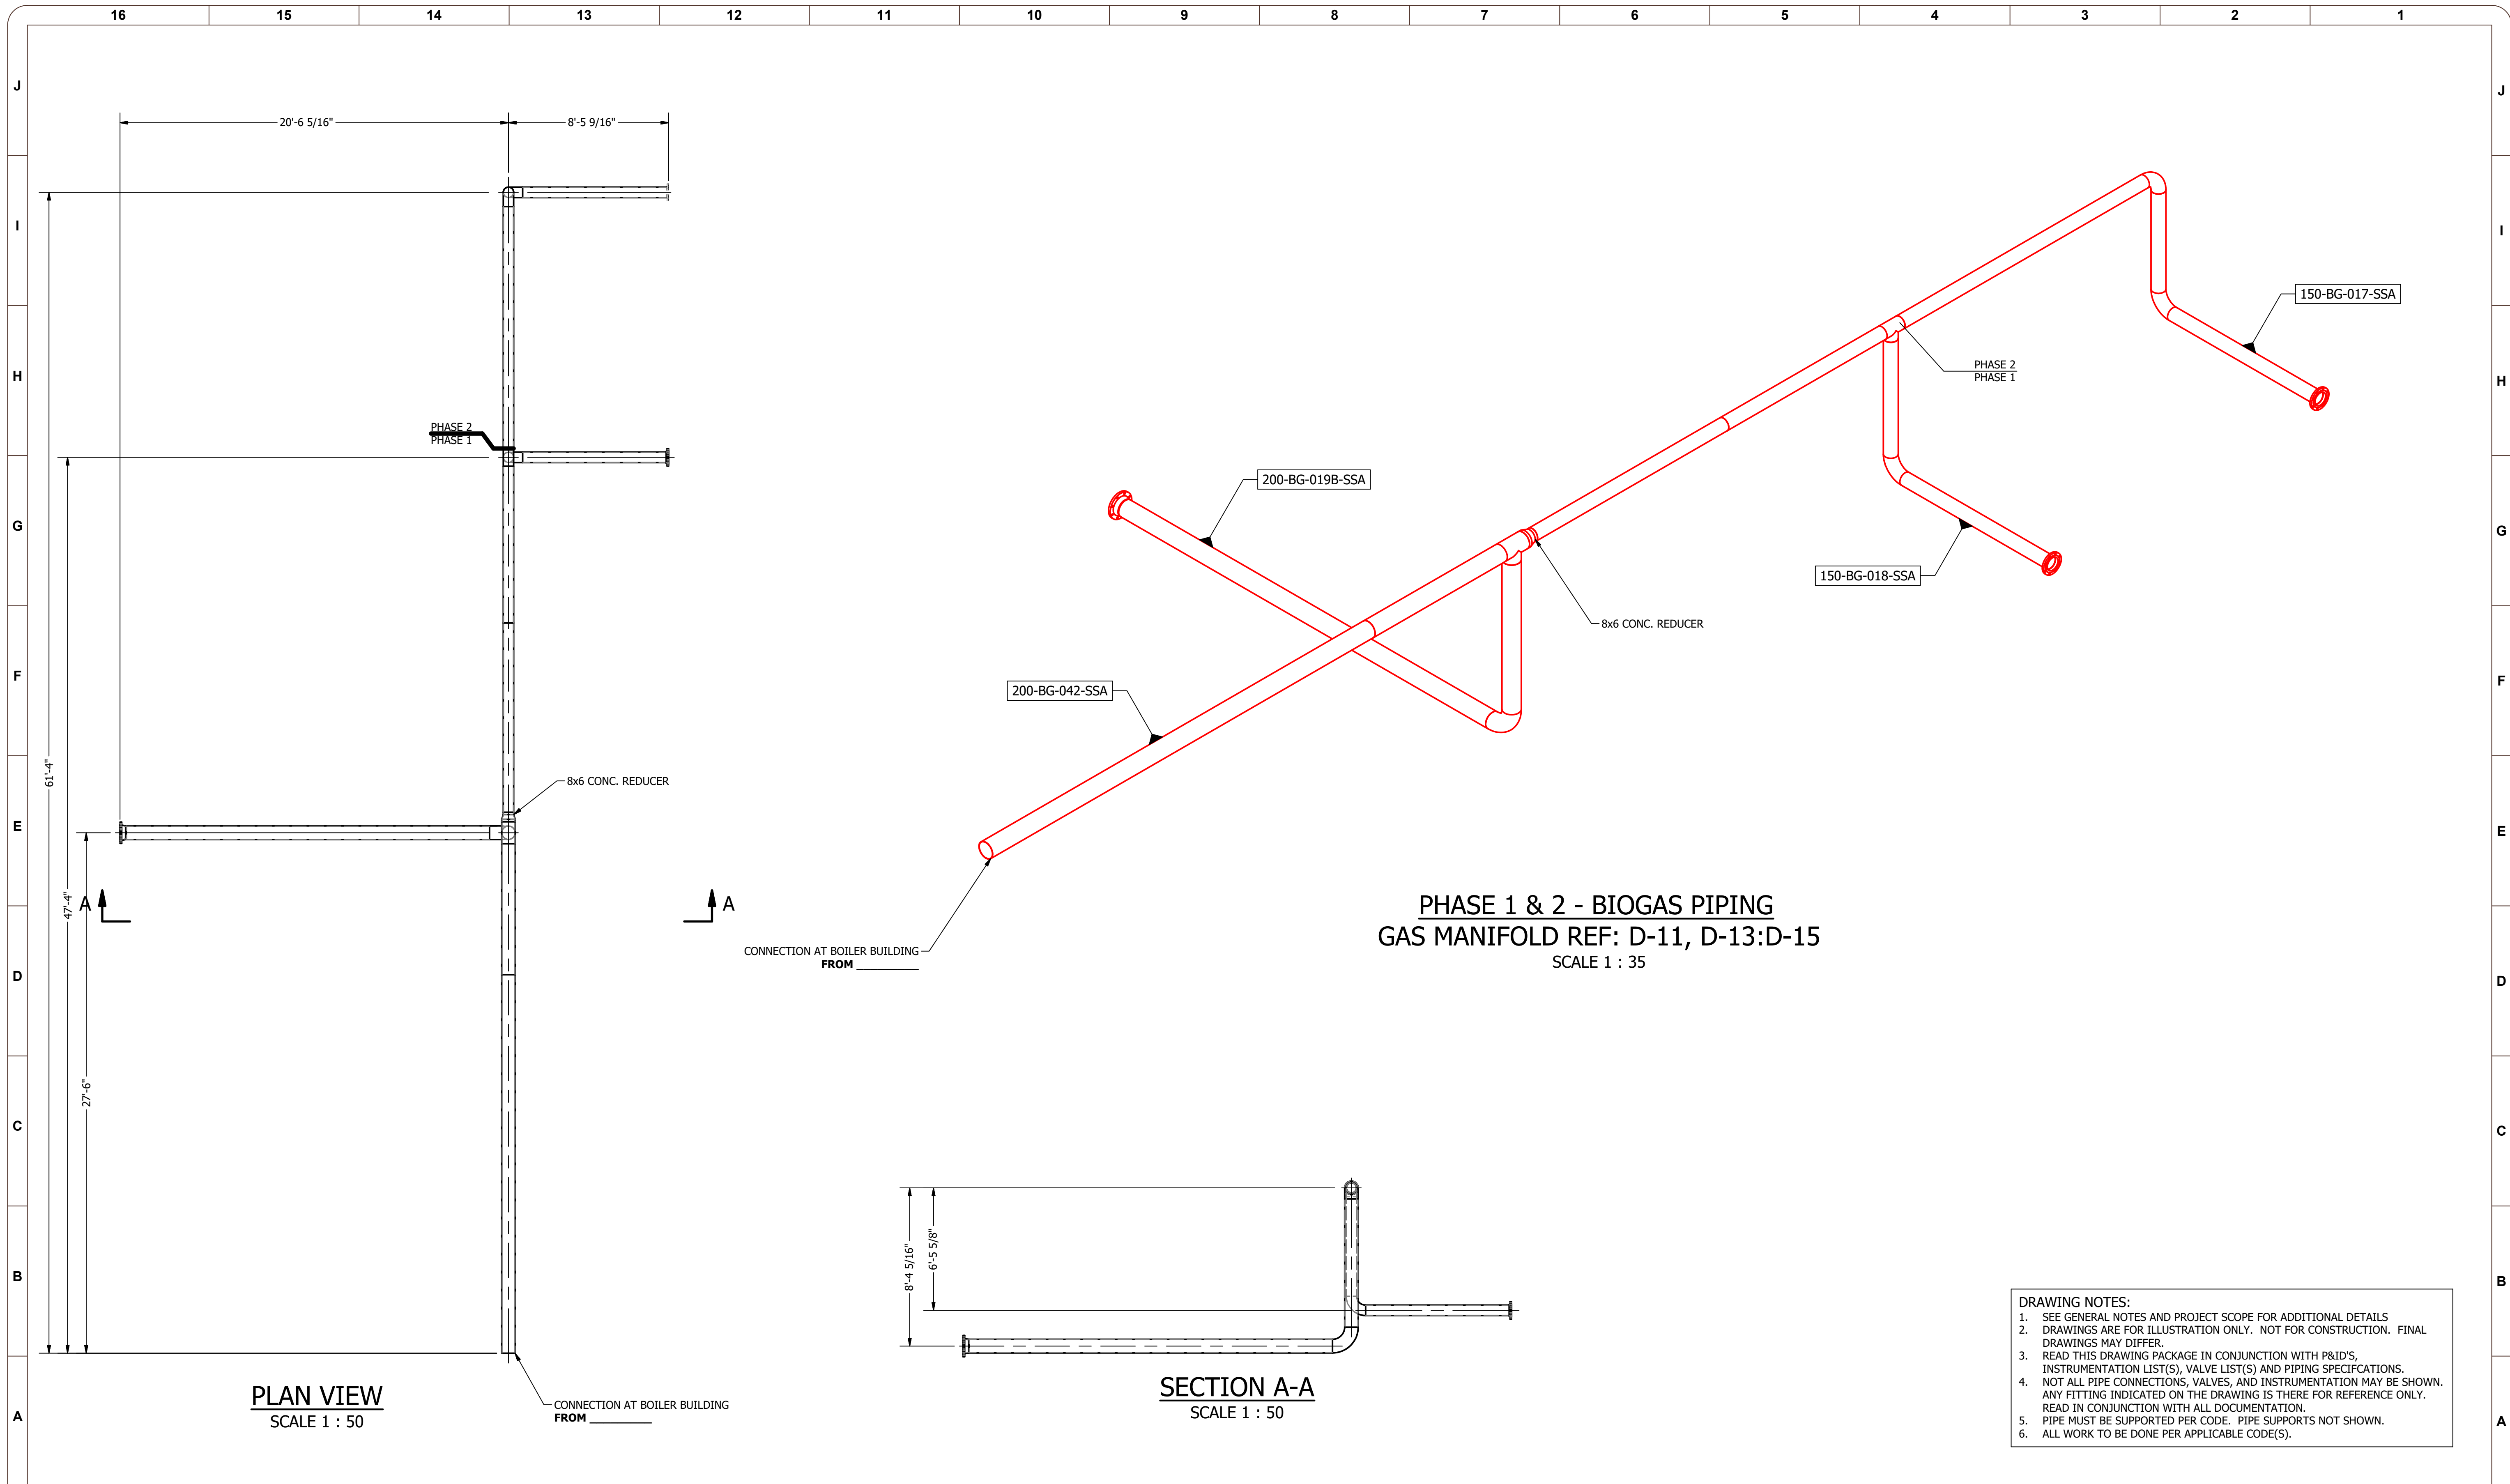 16 15 14 13 12 11 10 9 8 7 6 5 4 3 2 1
J
I
H
G
F
E
D
C
B
A
20'-6 5/16"
8'-5 9/16"
PHASE 2
PHASE 1
8x6 CONC. REDUCER
61'-4"
47'-4"
27'-6"
A
A
CONNECTION AT BOILER BUILDING
FROM
PLAN VIEW
SCALE 1 : 50
150-BG-017-SSA
PHASE 2
PHASE 1
200-BG-019B-SSA
150-BG-018-SSA
8x6 CONC. REDUCER
200-BG-042-SSA
CONNECTION AT BOILER BUILDING
FROM
PHASE 1 & 2 - BIOGAS PIPING
GAS MANIFOLD REF: D-11, D-13:D-15
SCALE 1 : 35
8'-4 5/16"
6'-5 5/8"
SECTION A-A
SCALE 1 : 50
DRAWING NOTES:
1. SEE GENERAL NOTES AND PROJECT SCOPE FOR ADDITIONAL DETAILS
2. DRAWINGS ARE FOR ILLUSTRATION ONLY. NOT FOR CONSTRUCTION. FINAL
DRAWINGS MAY DIFFER.
3. READ THIS DRAWING PACKAGE IN CONJUNCTION WITH P&ID'S,
INSTRUMENTATION LIST(S), VALVE LIST(S) AND PIPING SPECIFCATIONS.
4. NOT ALL PIPE CONNECTIONS, VALVES, AND INSTRUMENTATION MAY BE SHOWN.
ANY FITTING INDICATED ON THE DRAWING IS THERE FOR REFERENCE ONLY.
READ IN CONJUNCTION WITH ALL DOCUMENTATION.
5. PIPE MUST BE SUPPORTED PER CODE. PIPE SUPPORTS NOT SHOWN.
6. ALL WORK TO BE DONE PER APPLICABLE CODE(S).
J
I
H
G
F
E
D
C
B
A